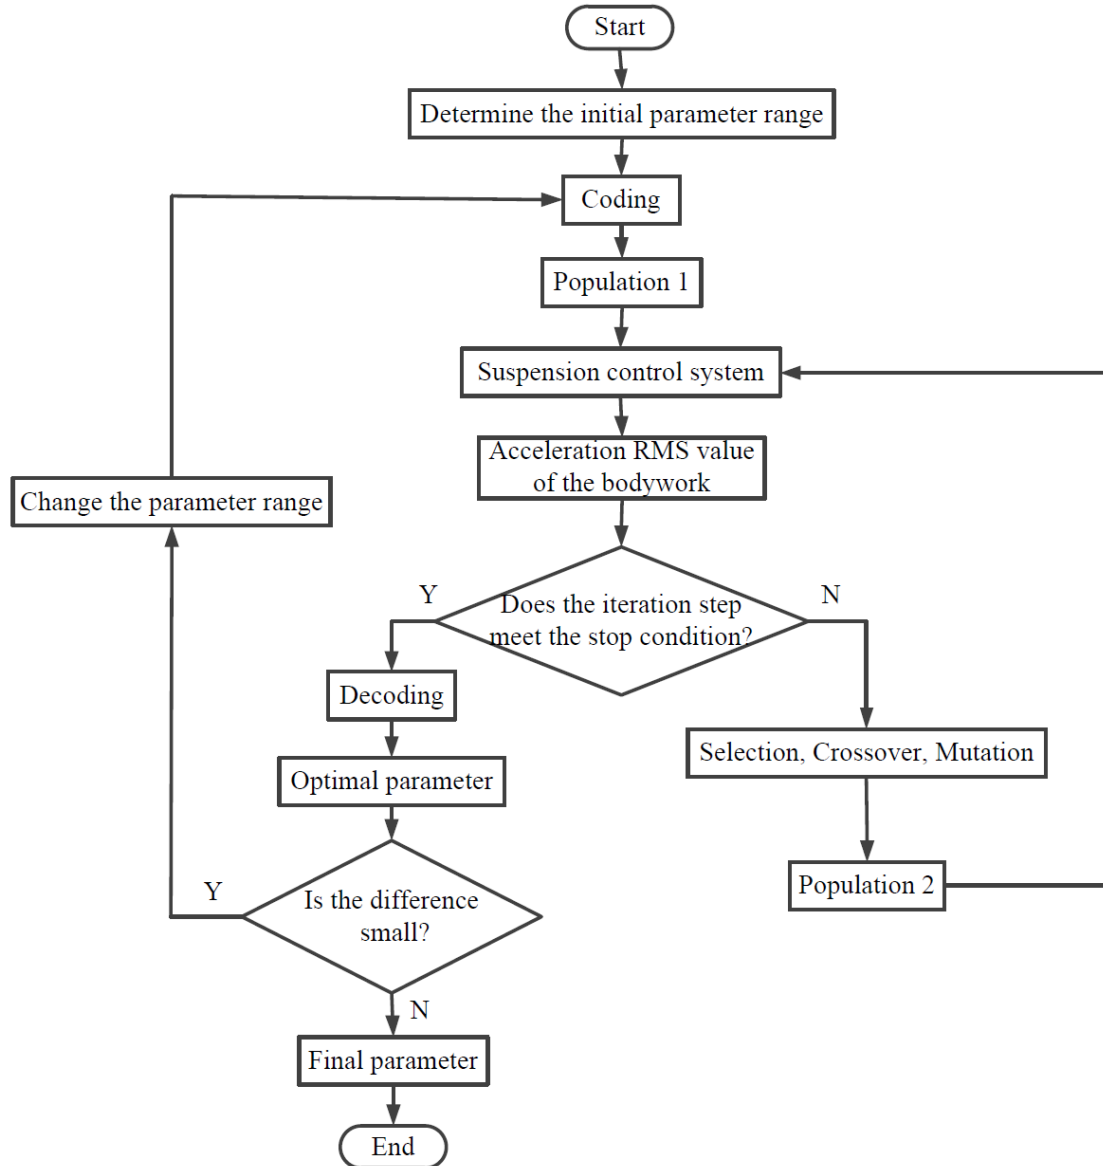 Start
Determine the initial parameter range
Coding
Population 1
Suspension control system
Acceleration RMS value
of the bodywork
Change the parameter range
Y
N
Does the iteration step
meet the stop condition?
Decoding
Selection, Crossover, Mutation
Optimal parameter
Y
Population 2
Is the difference
small?
N
Final parameter
End